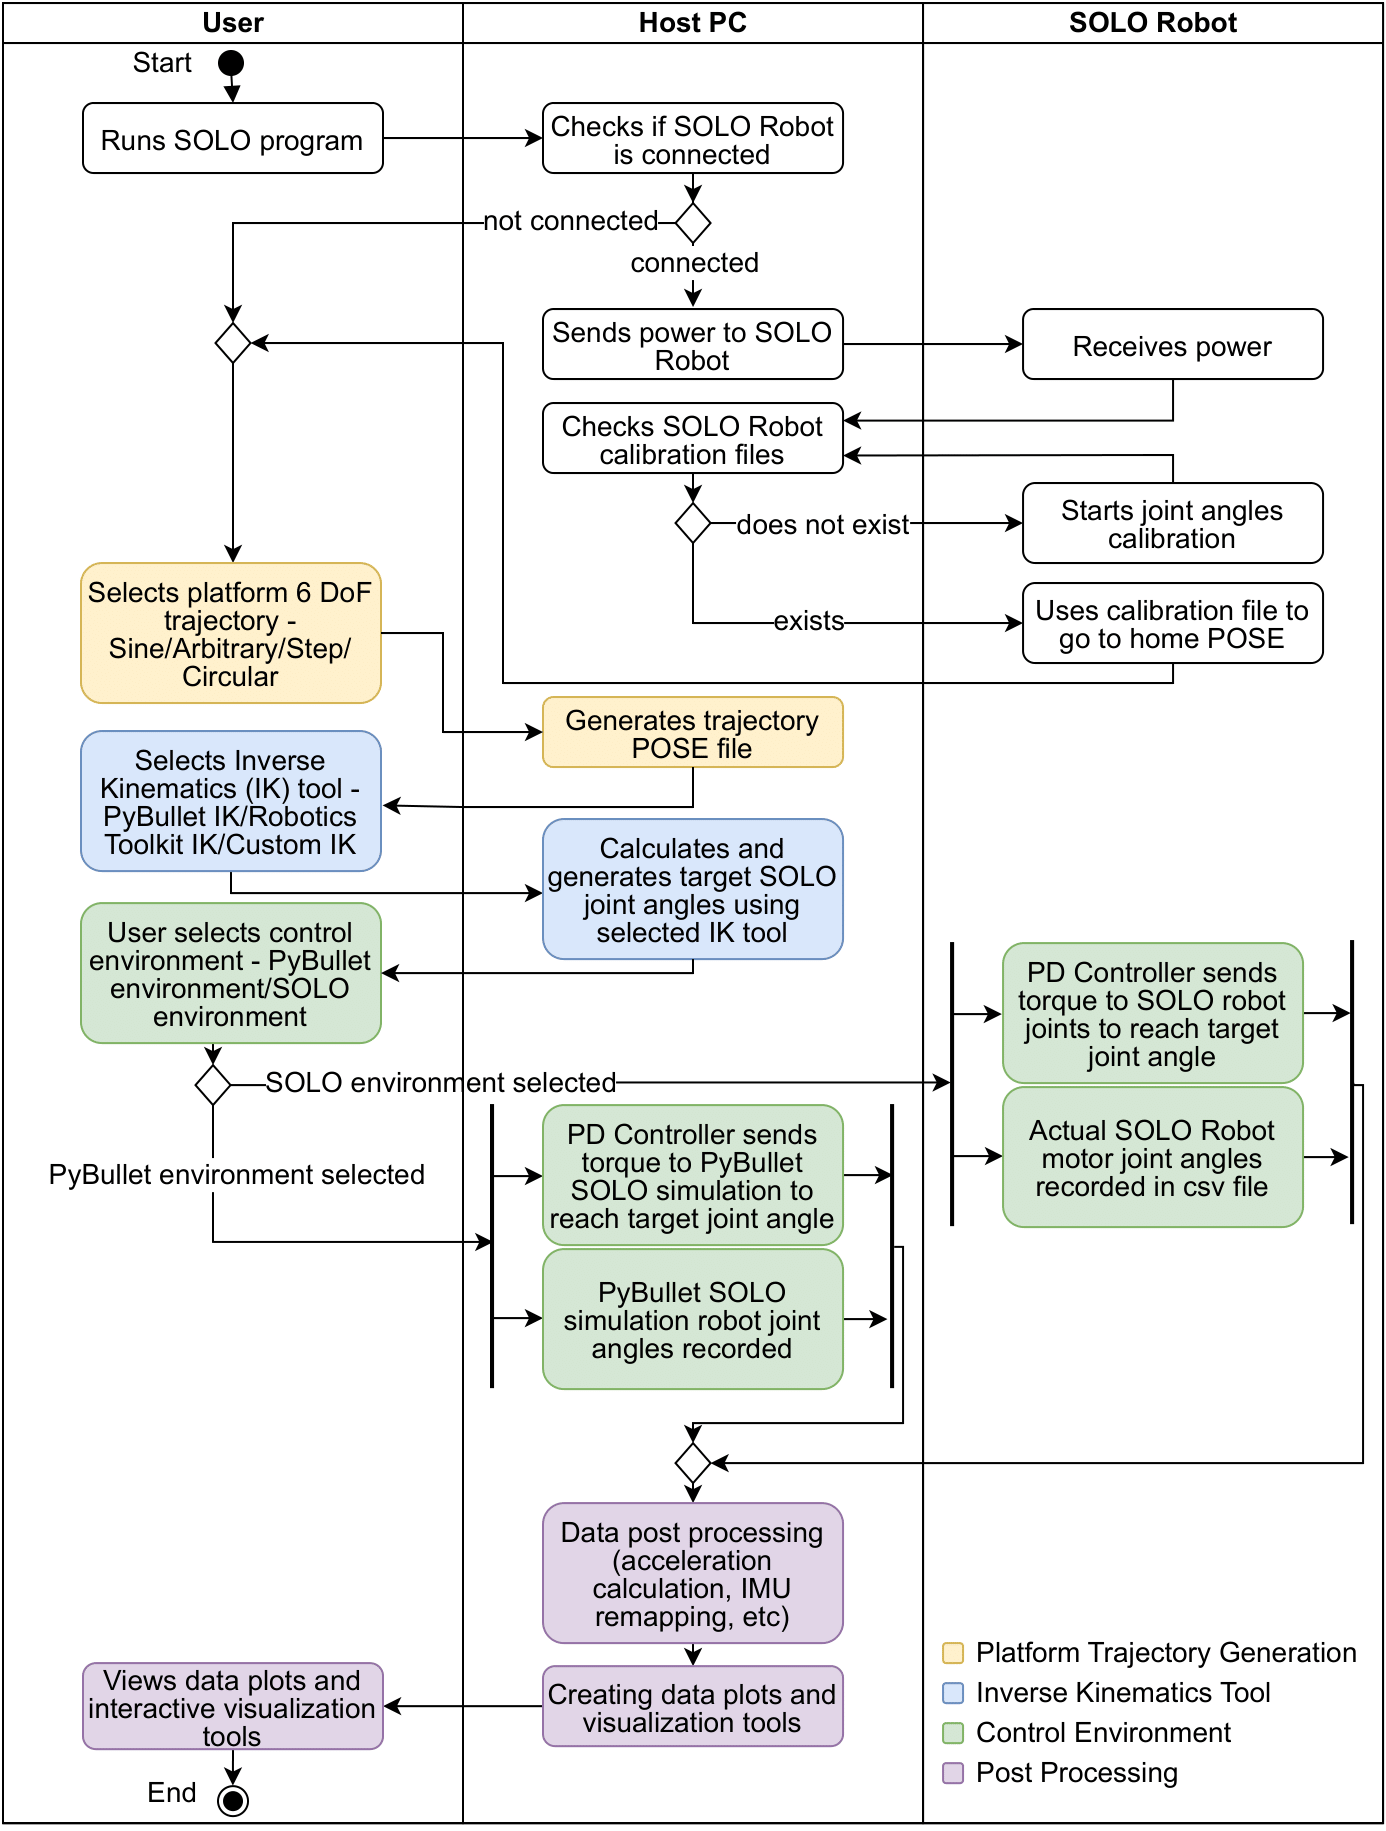 User
Host PC
SOLO Robot
Start
Runs SOLO program
Checks if SOLO Robot
is connected
not connected
connected
Sends power to SOLO
Robot
Receives power
Checks SOLO Robot
calibration files
does not exist
Starts joint angles
calibration
exists
Uses calibration file to
go to home POSE
Selects platform 6 DoF
trajectory -
Sine/Arbitrary/Step/
Circular
Generates trajectory
POSE file
Selects Inverse
Kinematics (IK) tool -
PyBullet IK/Robotics
Toolkit IK/Custom IK
Calculates and
generates target SOLO
joint angles using
selected IK tool
User selects control
environment - PyBullet
environment/SOLO
environment
SOLO environment selected
PyBullet environment selected
PD Controller sends
torque to SOLO robot
joints to reach target
joint angle
Actual SOLO Robot
motor joint angles
recorded in csv file
PD Controller sends
torque to PyBullet
SOLO simulation to
reach target joint angle
PyBullet SOLO
simulation robot joint
angles recorded
Data post processing
(acceleration
calculation, IMU
remapping, etc)
Creating data plots and
visualization tools
Views data plots and
interactive visualization
tools
End
Platform Trajectory Generation
Inverse Kinematics Tool
Control Environment
Post Processing